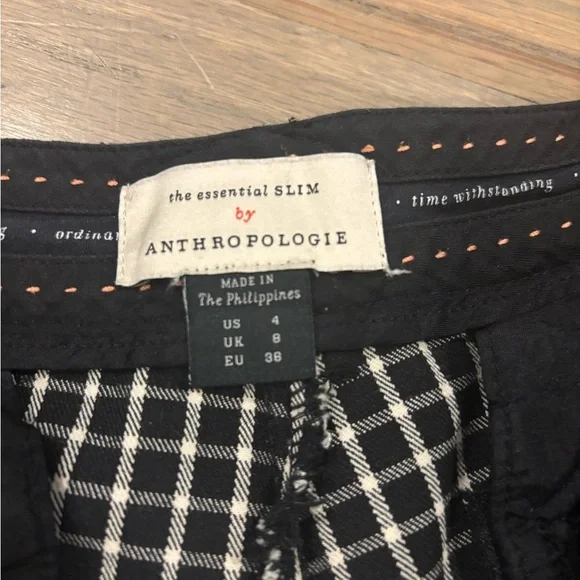 the essential SLIM
by
ANTHROPOLOGIE
• ordinar
• time withstanding •
MADE IN
The Philippines
US 4
UK 8
EU 36